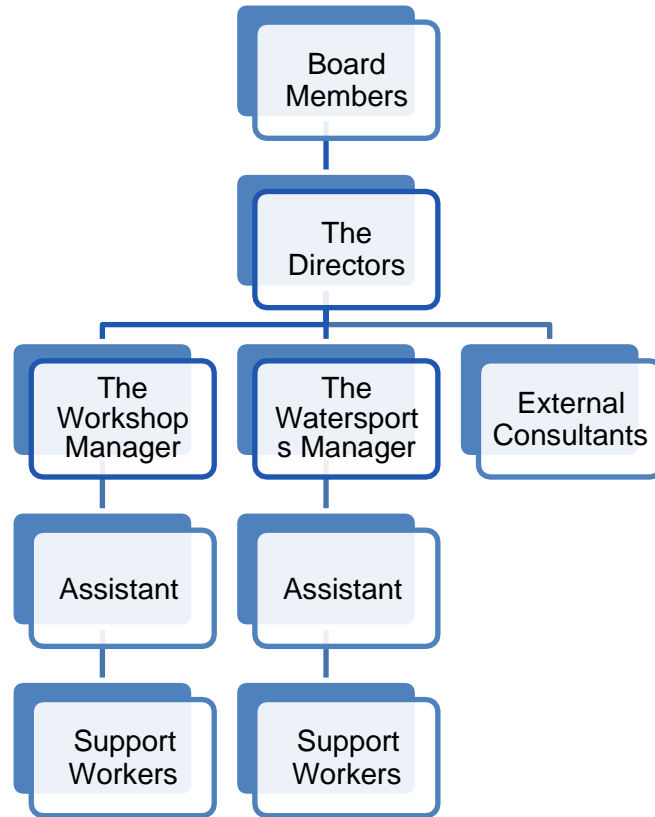 Board
Members
The
Directors
The
Workshop
Manager
The
Watersport
s Manager
External
Consultants
Assistant
Assistant
Support
Workers
Support
Workers